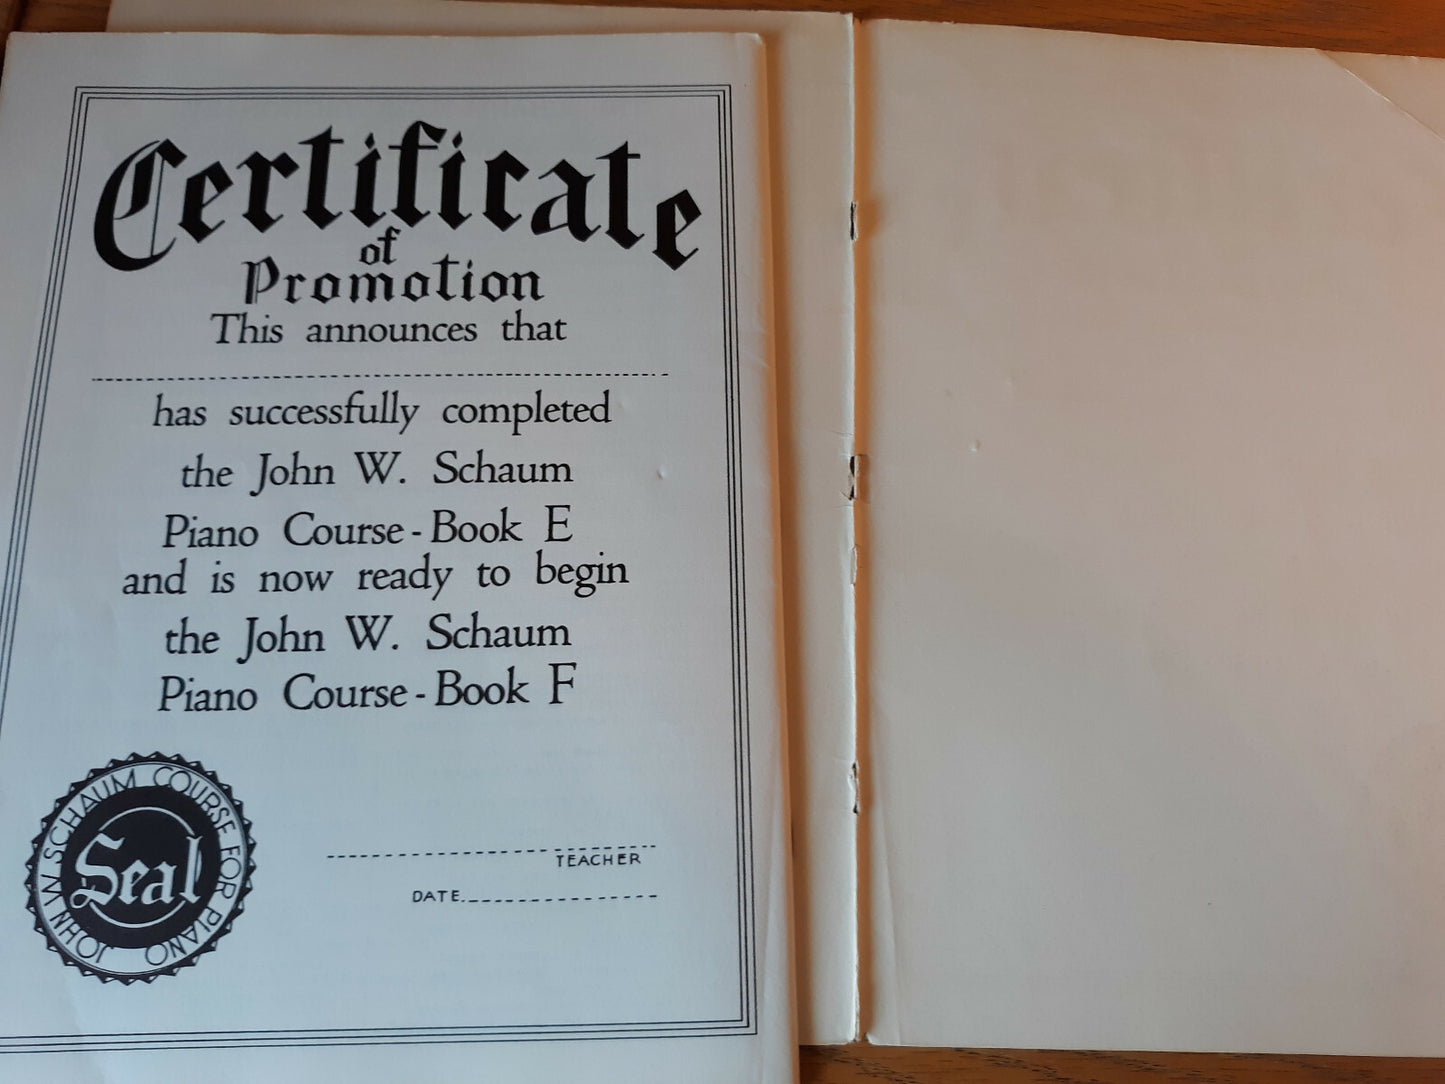 Certificate
of
Promotion
This announces that
has successfully completed
the John W. Schaum
Piano Course - Book E
and is now ready to begin
the John W. Schaum
Piano Course - Book F
JOHN W. SCHAUM COURSE FOR PIANO
Seal
TEACHER
DATE